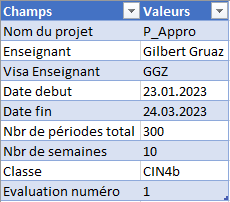 Champs Valeurs
Nom du projet P_Appro
Enseignant Gilbert Gruaz
Visa Enseignant GGZ
Date debut 23.01.2023
Date fin 24.03.2023
Nbr de périodes total 300
Nbr de semaines 10
Classe CIN4b
Evaluation numéro 1